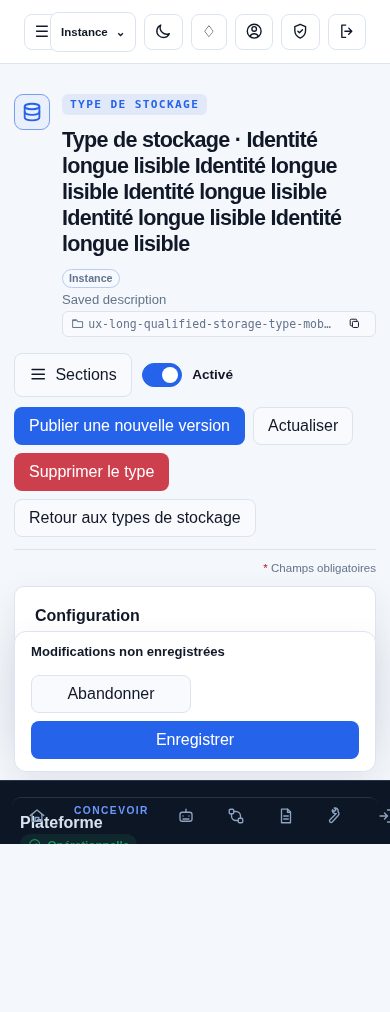 Instance
TYPE DE STOCKAGE
Type de stockage · Identité
longue lisible Identité longue
lisible Identité longue lisible
Identité longue lisible Identité
longue lisible
Instance
Saved description
ux-long-qualified-storage-type-mob…
Sections
Activé
Publier une nouvelle version
Actualiser
Supprimer le type
Retour aux types de stockage
* Champs obligatoires
Configuration
Modifications non enregistrées
Abandonner
Enregistrer
CONCEVOIR
Plateforme
Opérationnelle